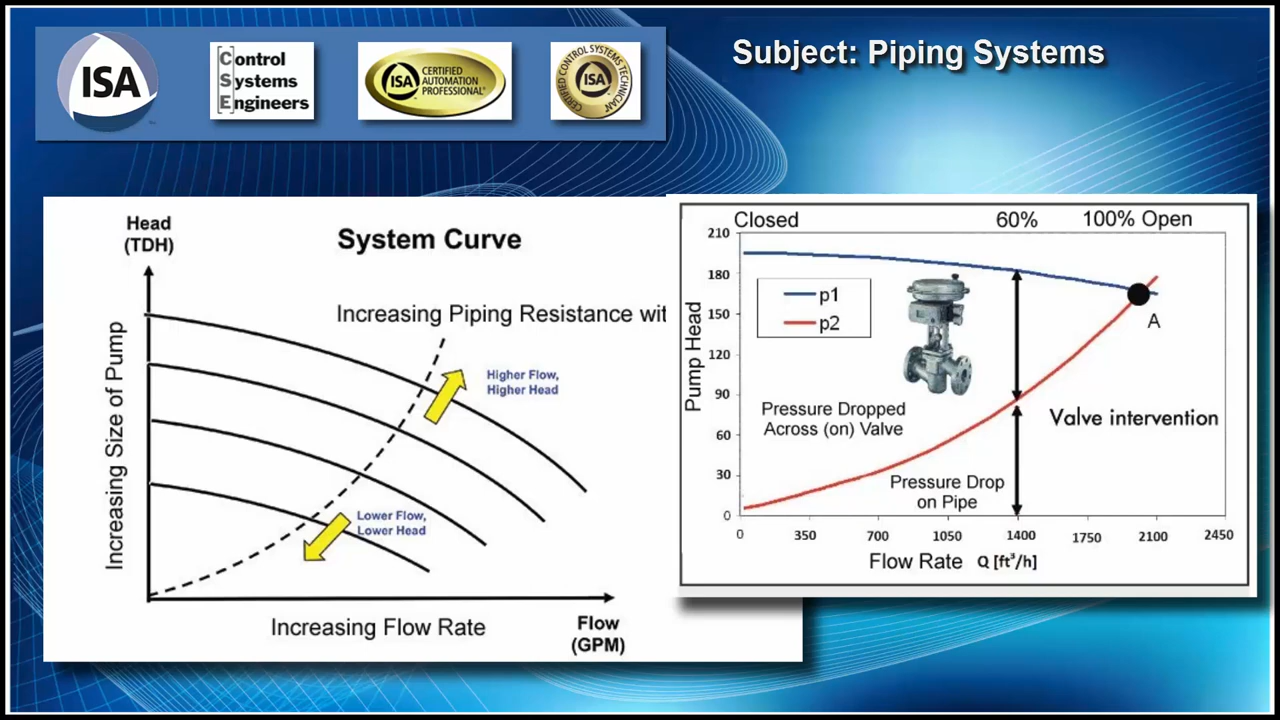 ISA
[C]ontrol
Systems
[E]ngineers
ISA CERTIFIED
AUTOMATION
PROFESSIONAL®
CERTIFIED CONTROL SYSTEMS TECHNICIAN
ISA
Subject: Piping Systems
Head
(TDH)
System Curve
Increasing Piping Resistance wit
Increasing Size of Pump
Higher Flow,
Higher Head
Lower Flow,
Lower Head
Increasing Flow Rate
Flow
(GPM)
Closed 60% 100% Open
210
180
150
120
90
60
30
0
Pump Head
p1
p2
A
Pressure Dropped
Across (on) Valve
Valve intervention
Pressure Drop
on Pipe
0 350 700 1050 1400 1750 2100 2450
Flow Rate Q [ft³/h]